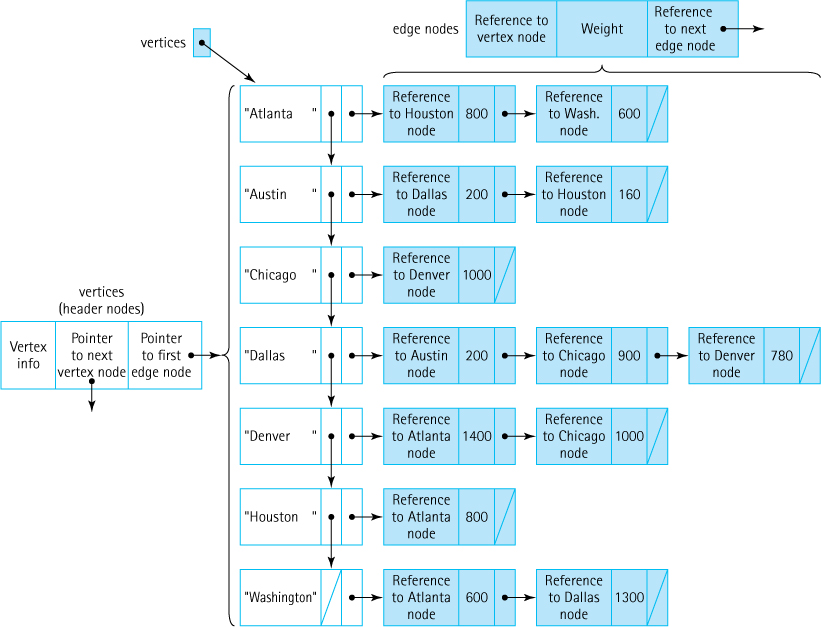 edge nodes
Reference to
vertex node
Weight
Reference
to next
edge node
vertices
"Atlanta "
Reference
to Houston
node
800
Reference
to Wash.
node
600
"Austin "
Reference
to Dallas
node
200
Reference
to Houston
node
160
"Chicago "
Reference
to Denver
node
1000
vertices
(header nodes)
Vertex
info
Pointer
to next
vertex node
Pointer
to first
edge node
"Dallas "
Reference
to Austin
node
200
Reference
to Chicago
node
900
Reference
to Denver
node
780
"Denver "
Reference
to Atlanta
node
1400
Reference
to Chicago
node
1000
"Houston "
Reference
to Atlanta
node
800
"Washington"
Reference
to Atlanta
node
600
Reference
to Dallas
node
1300